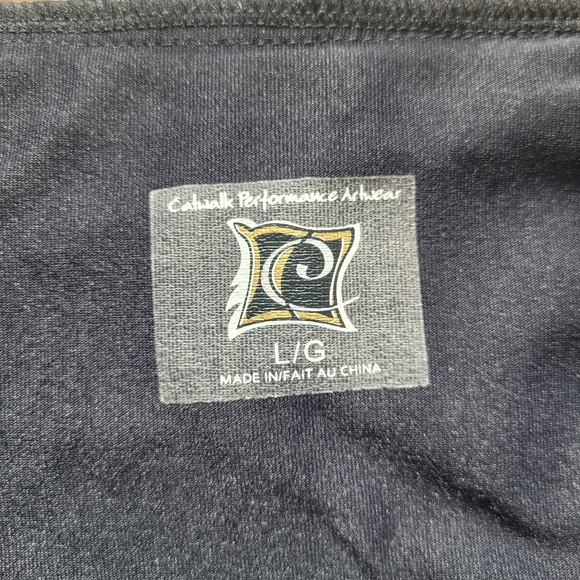 Catwalk Performance Artwear
C
L/G
MADE IN/FAIT AU CHINA